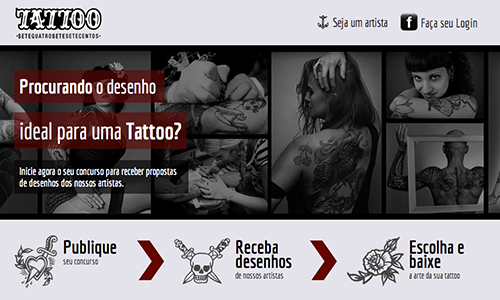 TATTOO
·SETEQUATROSETESETECENTOS·
Seja um artista
f Faça seu Login
Procurando o desenho
ideal para uma Tattoo?
Inicie agora o seu concurso para receber propostas
de desenhos dos nossos artistas.
Publique
seu concurso
Receba
desenhos
de nossos artistas
Escolha e
baixe
a arte da sua tattoo